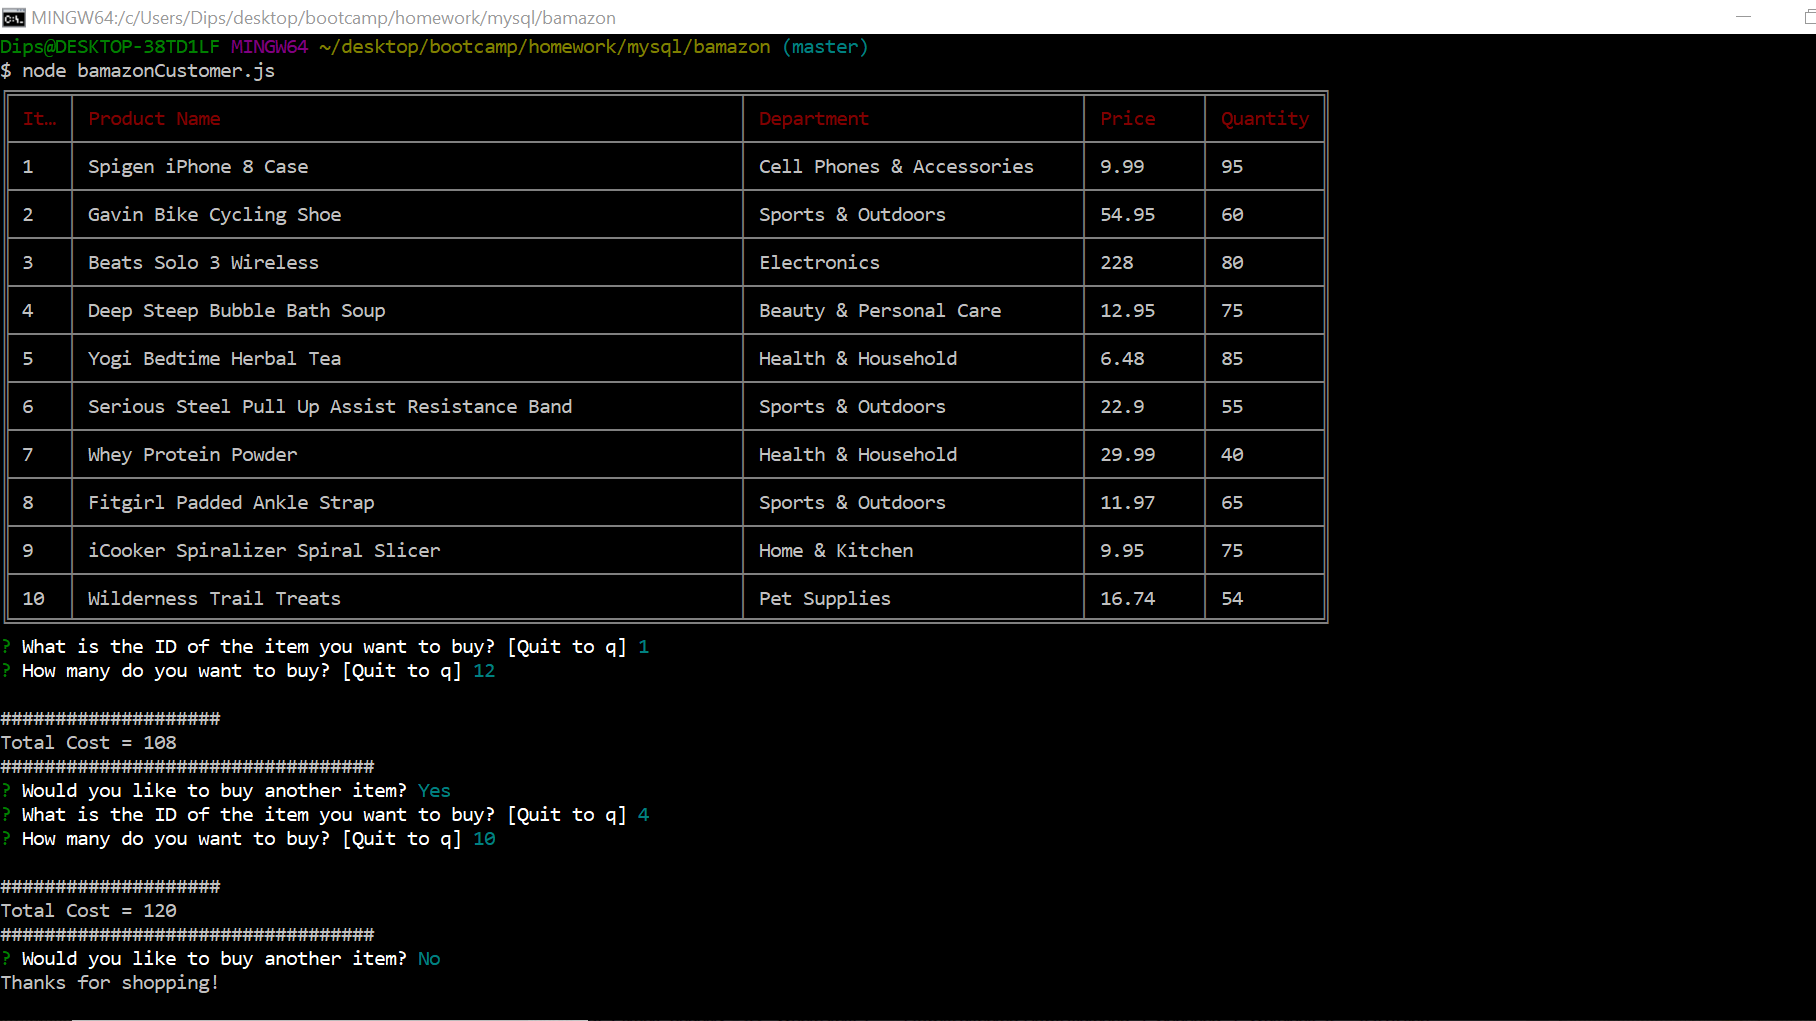 MINGW64:/c/Users/Dips/desktop/bootcamp/homework/mysql/bamazon
Dips@DESKTOP-38TD1LF MINGW64 ~/desktop/bootcamp/homework/mysql/bamazon (master)
$ node bamazonCustomer.js
It… Product Name Department Price Quantity
1 Spigen iPhone 8 Case Cell Phones & Accessories 9.99 95
2 Gavin Bike Cycling Shoe Sports & Outdoors 54.95 60
3 Beats Solo 3 Wireless Electronics 228 80
4 Deep Steep Bubble Bath Soup Beauty & Personal Care 12.95 75
5 Yogi Bedtime Herbal Tea Health & Household 6.48 85
6 Serious Steel Pull Up Assist Resistance Band Sports & Outdoors 22.9 55
7 Whey Protein Powder Health & Household 29.99 40
8 Fitgirl Padded Ankle Strap Sports & Outdoors 11.97 65
9 iCooker Spiralizer Spiral Slicer Home & Kitchen 9.95 75
10 Wilderness Trail Treats Pet Supplies 16.74 54
? What is the ID of the item you want to buy? [Quit to q] 1
? How many do you want to buy? [Quit to q] 12
####################
Total Cost = 108
##################################
? Would you like to buy another item? Yes
? What is the ID of the item you want to buy? [Quit to q] 4
? How many do you want to buy? [Quit to q] 10
####################
Total Cost = 120
##################################
? Would you like to buy another item? No
Thanks for shopping!